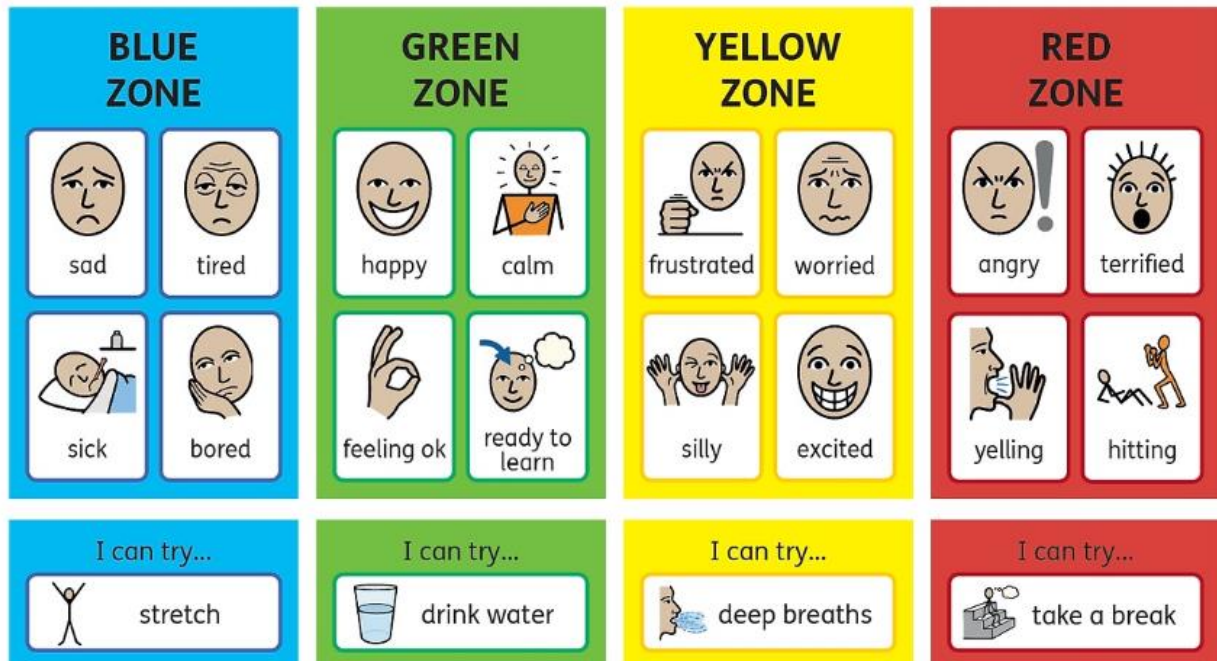 BLUE
ZONE
sad
tired
sick
bored
I can try...
stretch
GREEN
ZONE
happy
calm
feeling ok
ready to
learn
I can try...
drink water
YELLOW
ZONE
frustrated
worried
silly
excited
I can try...
deep breaths
RED
ZONE
angry
terrified
yelling
hitting
I can try...
take a break